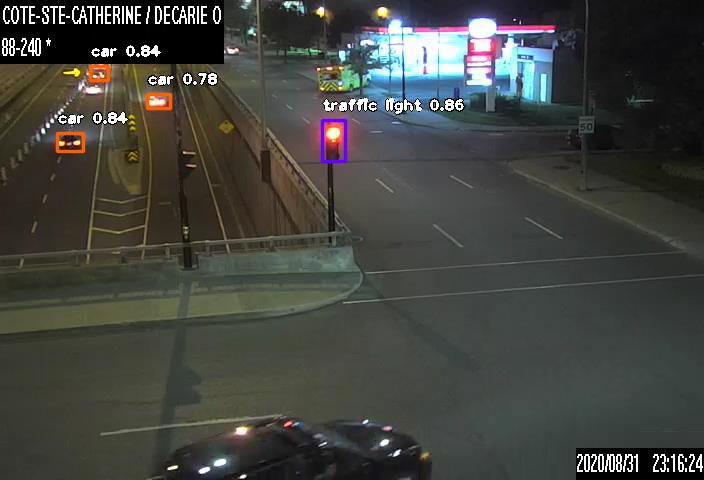 COTE-STE-CATHERINE / DECARIE O
88-240 *
car 0.84
car 0.78
car 0.84
traffic light 0.86
50
2020/08/31 23:16:24